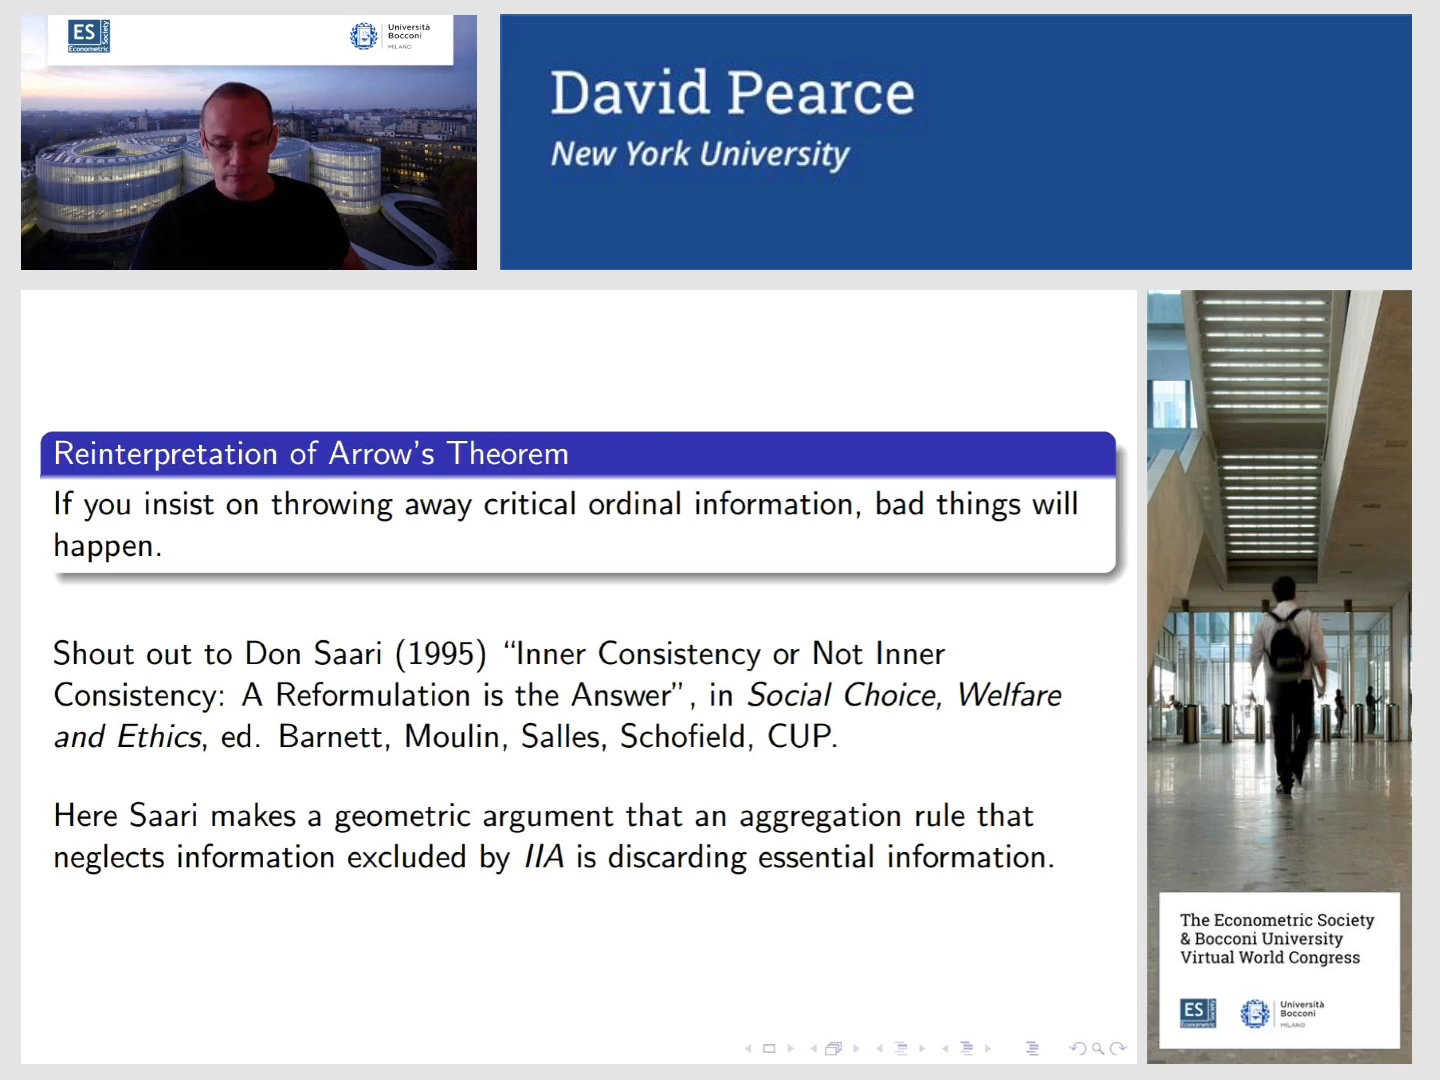 ES
Econometric
Society
Università
Bocconi
MILANO
David Pearce
New York University
Reinterpretation of Arrow's Theorem
If you insist on throwing away critical ordinal information, bad things will
happen.
Shout out to Don Saari (1995) “Inner Consistency or Not Inner
Consistency: A Reformulation is the Answer”, in Social Choice, Welfare
and Ethics, ed. Barnett, Moulin, Salles, Schofield, CUP.
Here Saari makes a geometric argument that an aggregation rule that
neglects information excluded by IIA is discarding essential information.
The Econometric Society
& Bocconi University
Virtual World Congress
ES
Econometric
Society
Università
Bocconi
MILANO